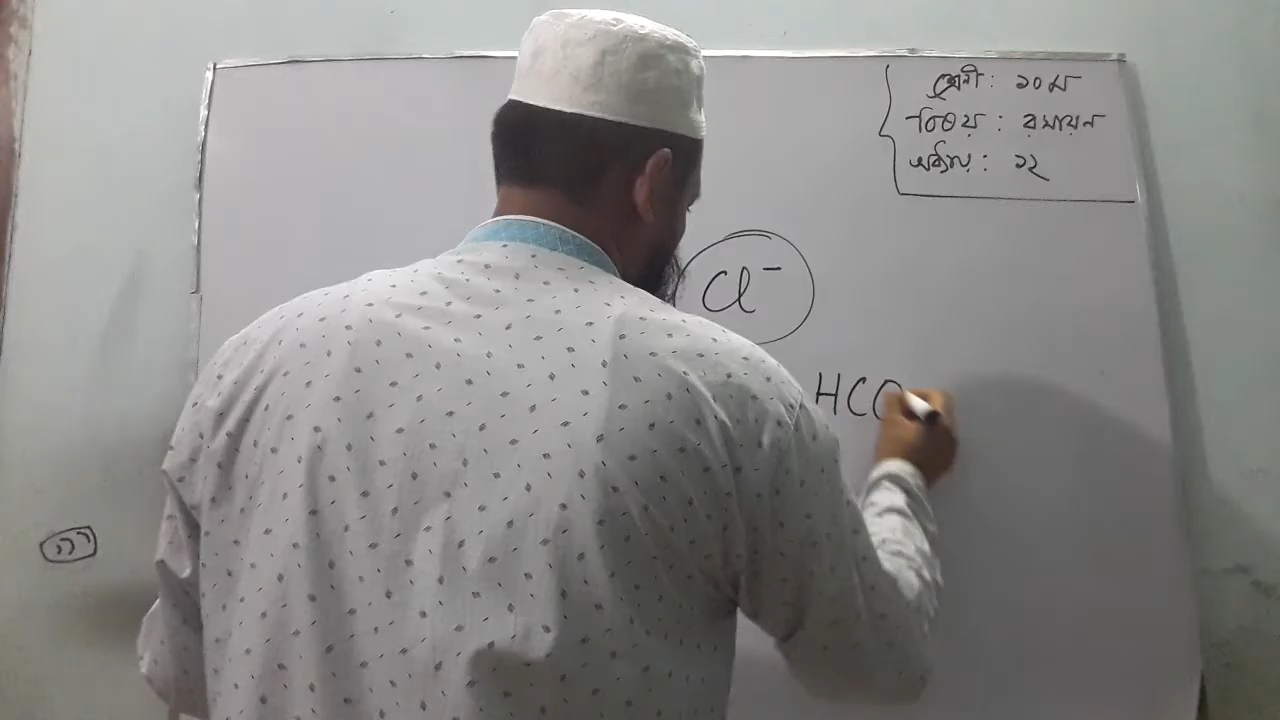 শ্রেণী : ১০ম
বিষয় : রসায়ন
অধ্যায় : ১২
Cl⁻
HCO